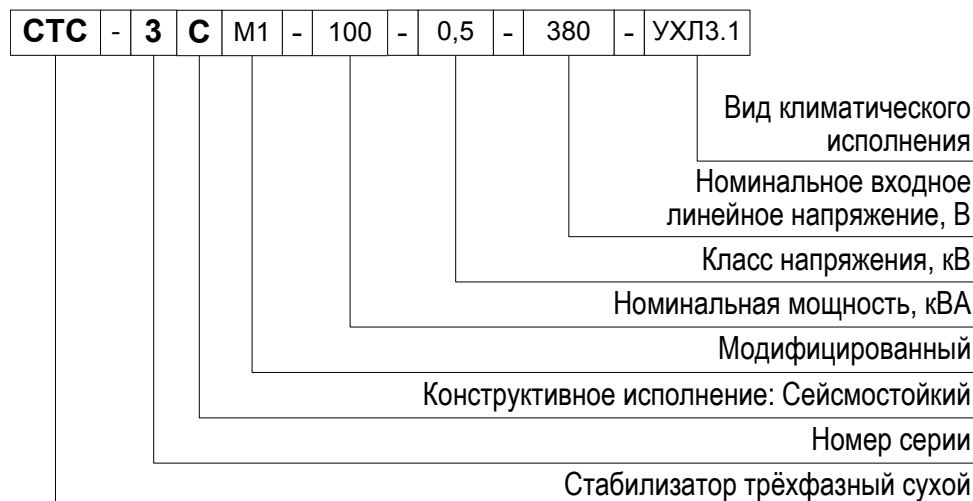 СТС - 3 С М1 - 100 - 0,5 - 380 - УХЛ3.1
Вид климатического
исполнения
Номинальное входное
линейное напряжение, В
Класс напряжения, кВ
Номинальная мощность, кВА
Модифицированный
Конструктивное исполнение: Сейсмостойкий
Номер серии
Стабилизатор трёхфазный сухой